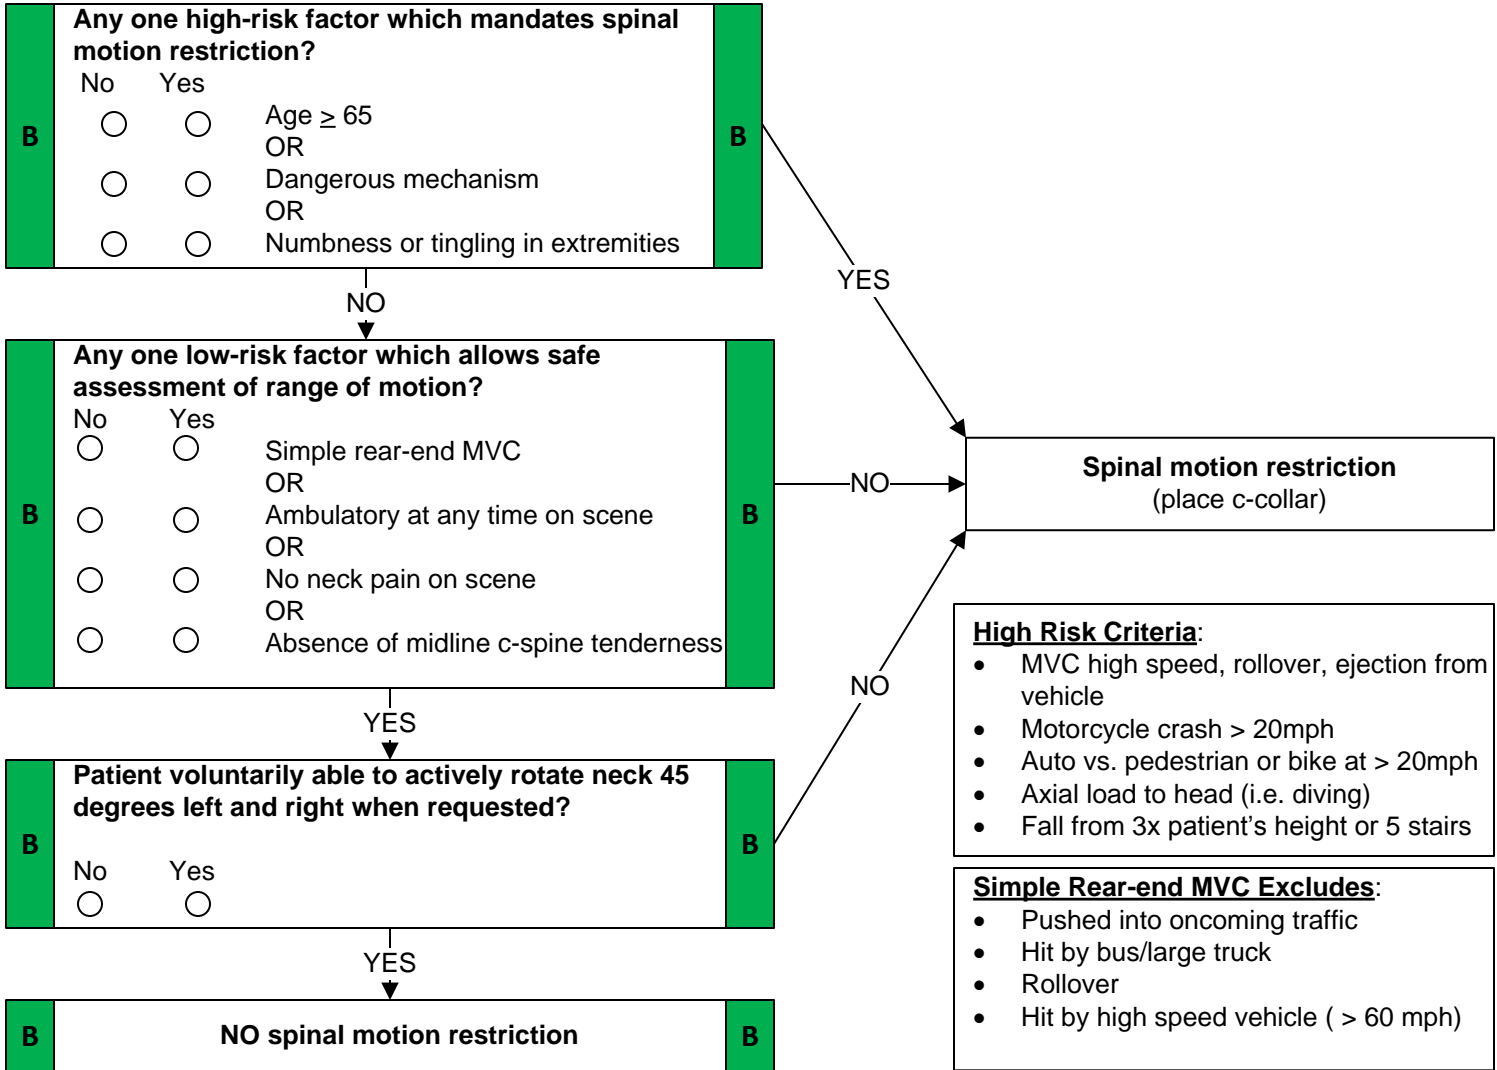 Any one high-risk factor which mandates spinal
motion restriction?
No Yes
B
B
Age ≥ 65
OR
Dangerous mechanism
OR
Numbness or tingling in extremities
YES
NO
Any one low-risk factor which allows safe
assessment of range of motion?
No Yes
Simple rear-end MVC
OR
B
B
Ambulatory at any time on scene
OR
No neck pain on scene
OR
Absence of midline c-spine tenderness
NO
Spinal motion restriction
(place c-collar)
NO
YES
Patient voluntarily able to actively rotate neck 45
degrees left and right when requested?
B
B
No Yes
YES
B
NO spinal motion restriction
B
High Risk Criteria:
• MVC high speed, rollover, ejection from
vehicle
• Motorcycle crash > 20mph
• Auto vs. pedestrian or bike at > 20mph
• Axial load to head (i.e. diving)
• Fall from 3x patient's height or 5 stairs
Simple Rear-end MVC Excludes:
• Pushed into oncoming traffic
• Hit by bus/large truck
• Rollover
• Hit by high speed vehicle ( > 60 mph)